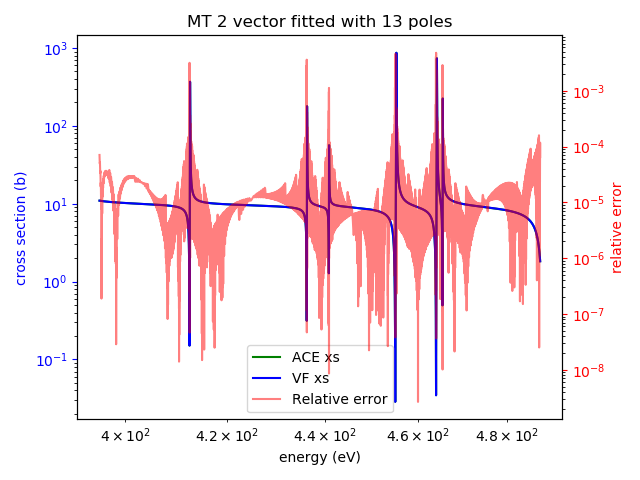 MT 2 vector fitted with 13 poles
cross section (b)
10³
10²
10¹
10⁰
10⁻¹
10⁻³
10⁻⁴
10⁻⁵
10⁻⁶
10⁻⁷
10⁻⁸
relative error
ACE xs
VF xs
Relative error
4 × 10² 4.2 × 10² 4.4 × 10² 4.6 × 10² 4.8 × 10²
energy (eV)